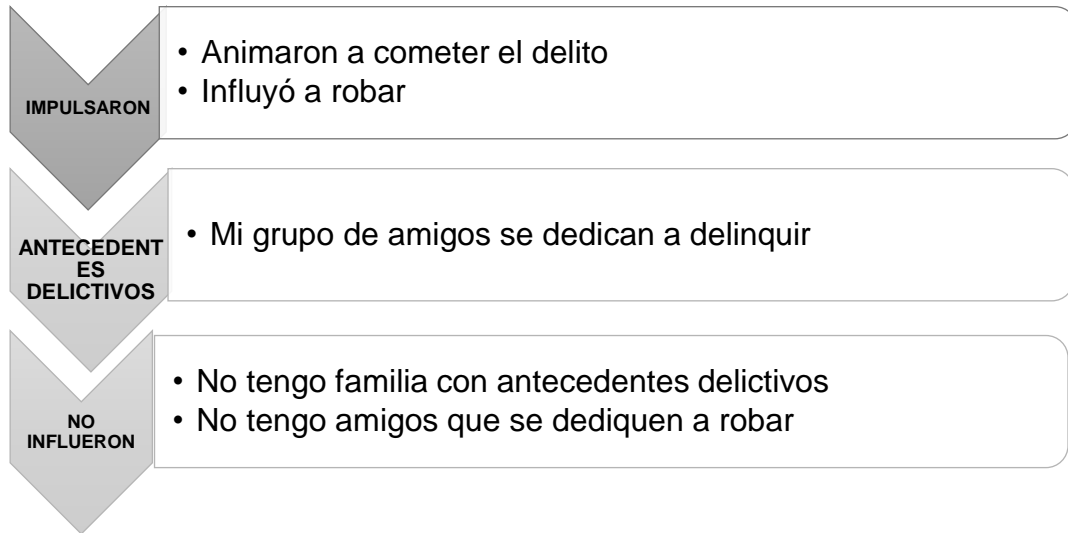 IMPULSARON
• Animaron a cometer el delito
• Influyó a robar
ANTECEDENT
ES
DELICTIVOS
• Mi grupo de amigos se dedican a delinquir
NO
INFLUERON
• No tengo familia con antecedentes delictivos
• No tengo amigos que se dediquen a robar